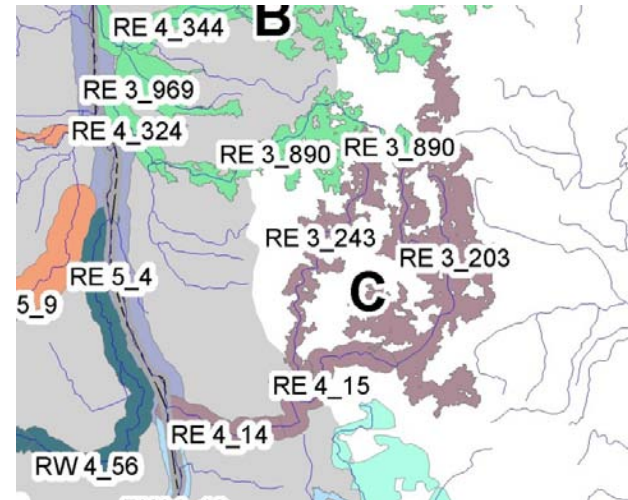 B
RE 4_344
RE 3_969
RE 4_324
RE 3_890
RE 3_890
RE 3_243
RE 3_203
RE 5_4
C
5_9
RE 4_15
RE 4_14
RW 4_56